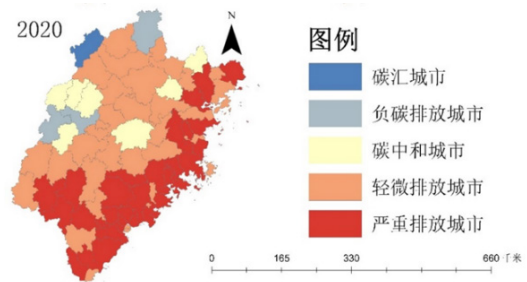 2020
N
图例
碳汇城市
负碳排放城市
碳中和城市
轻微排放城市
严重排放城市
0 165 330 660 千米